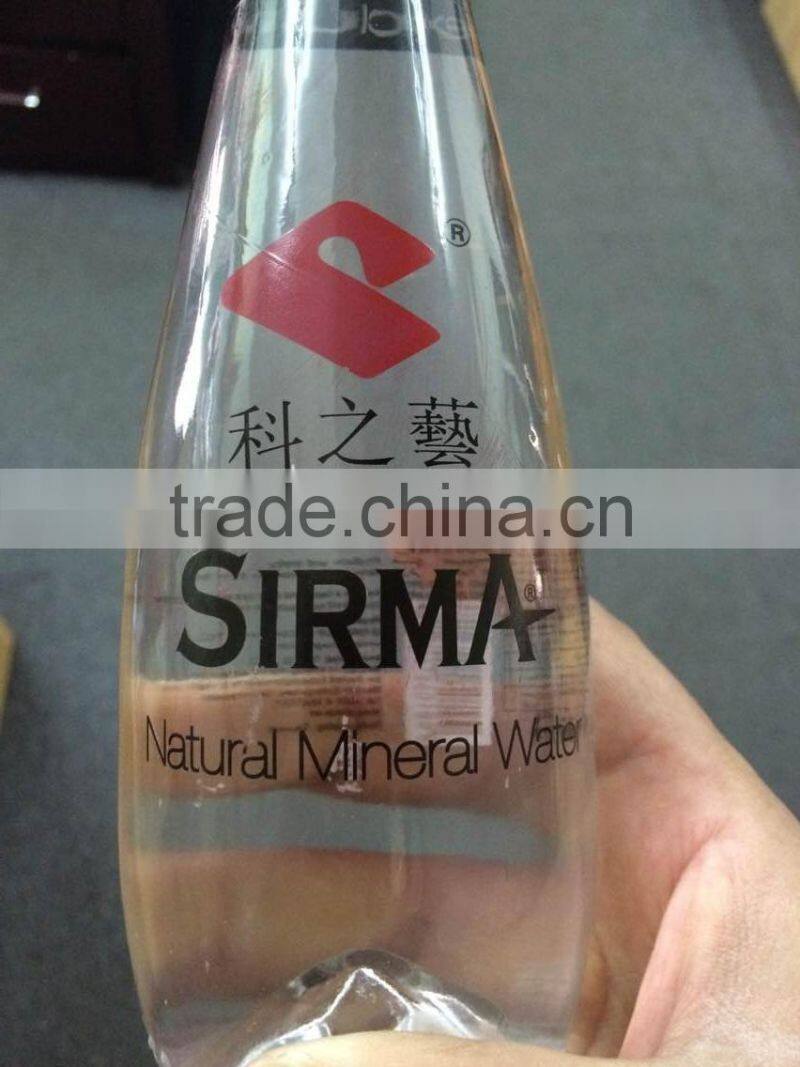 ®
科之藝
trade.china.cn
SIRMA®
Natural Mineral Water